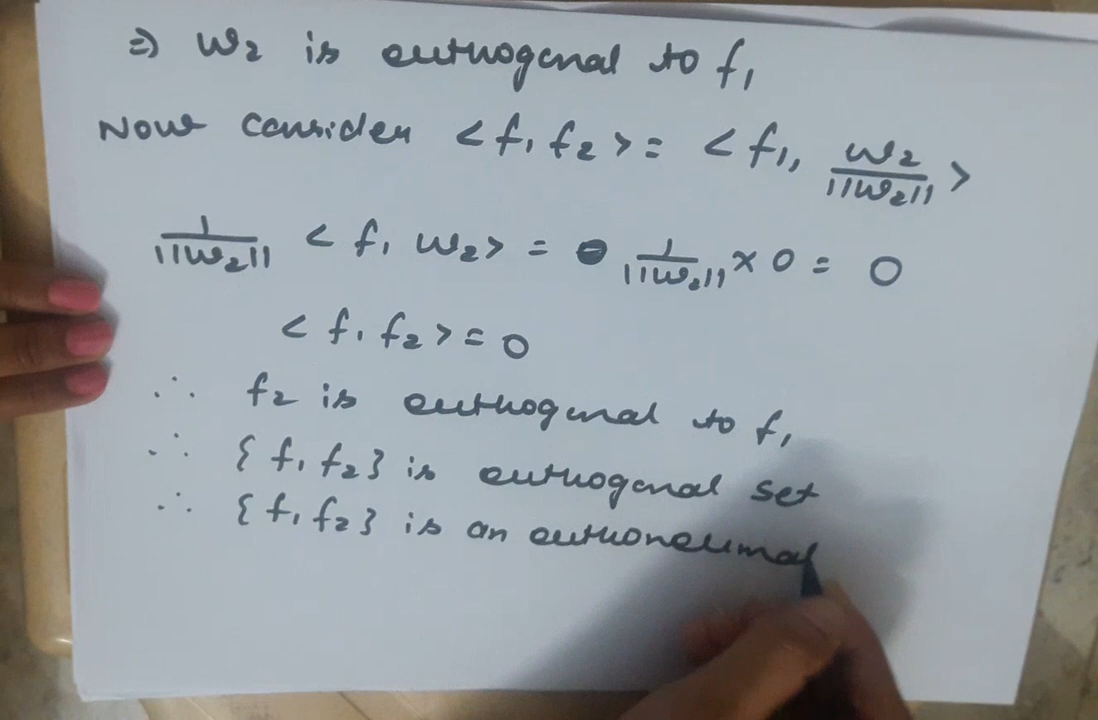 ⇒ w₂ is orthogonal to f₁
Now consider <f₁ f₂> = <f₁, w₂/||w₂||>
1/||w₂|| <f₁ w₂> = 1/||w₂|| × 0 = 0
<f₁ f₂> = 0
∴ f₂ is orthogonal to f₁
∴ {f₁ f₂} is orthogonal set
∴ {f₁ f₂} is an orthonormal